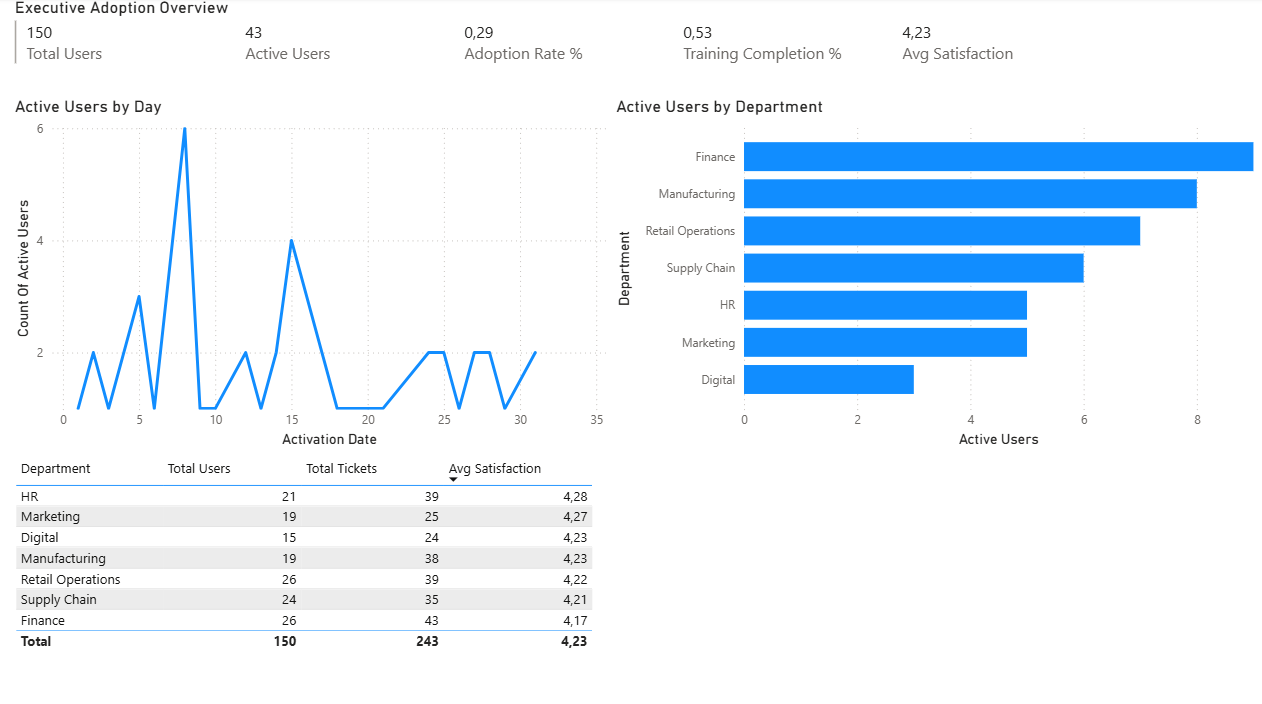 Executive Adoption Overview
150 43 0,29 0,53 4,23
Total Users Active Users Adoption Rate % Training Completion % Avg Satisfaction
Active Users by Day
6
4
2
Count Of Active Users
0 5 10 15 20 25 30 35
Activation Date
Active Users by Department
Department
Finance
Manufacturing
Retail Operations
Supply Chain
HR
Marketing
Digital
0 2 4 6 8
Active Users
Department Total Users Total Tickets Avg Satisfaction
HR 21 39 4,28
Marketing 19 25 4,27
Digital 15 24 4,23
Manufacturing 19 38 4,23
Retail Operations 26 39 4,22
Supply Chain 24 35 4,21
Finance 26 43 4,17
Total 150 243 4,23